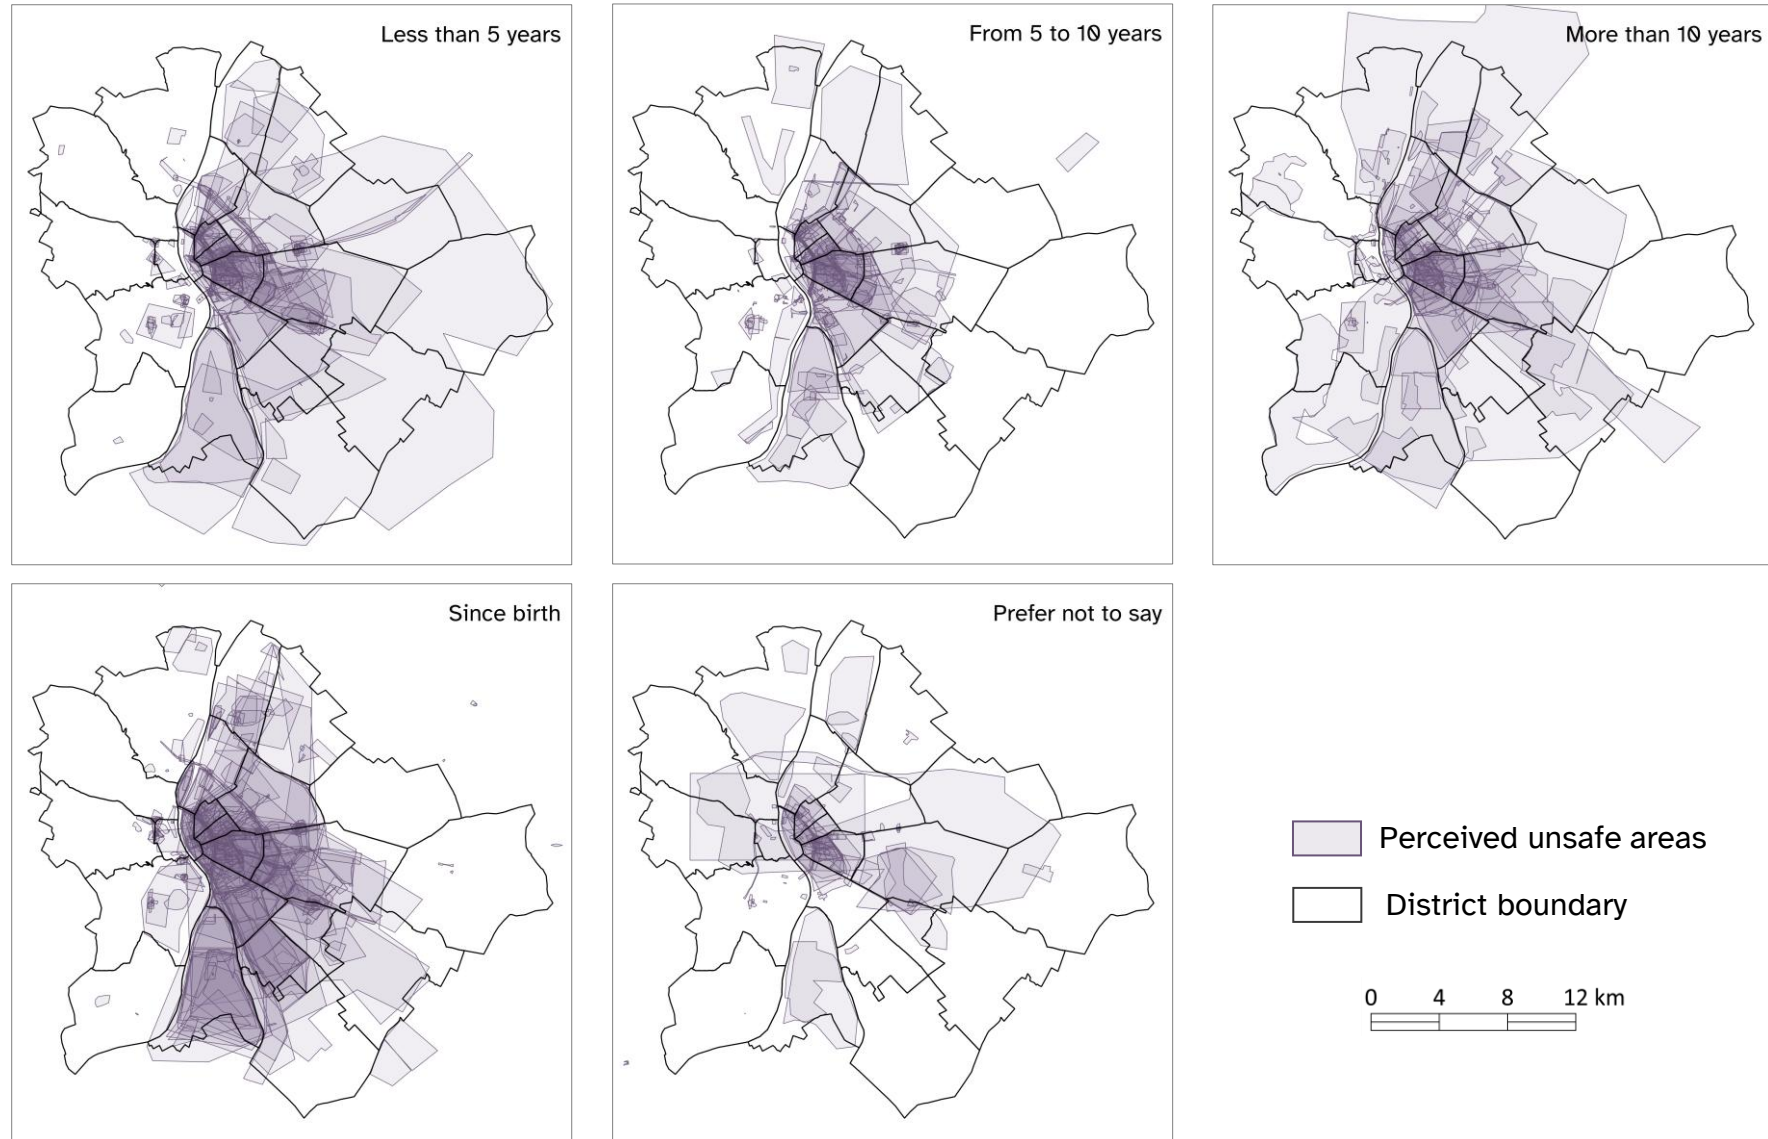 Less than 5 years
From 5 to 10 years
More than 10 years
Since birth
Prefer not to say
Perceived unsafe areas
District boundary
0 4 8 12 km